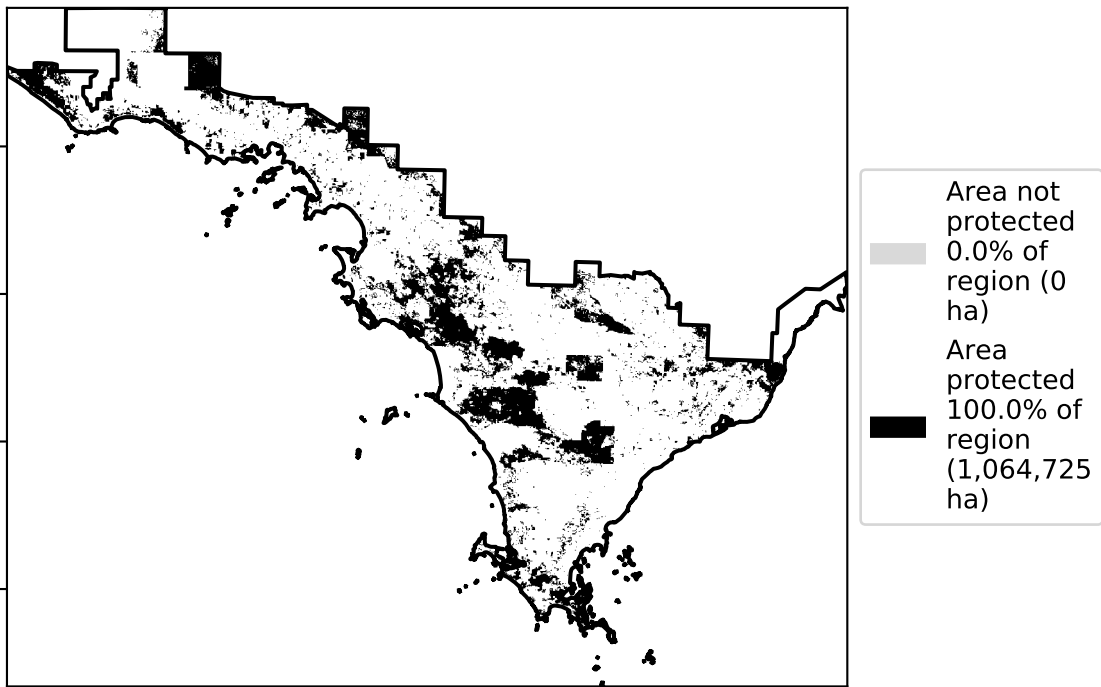 Area not
protected
0.0% of
region (0
ha)
Area
protected
100.0% of
region
(1,064,725
ha)